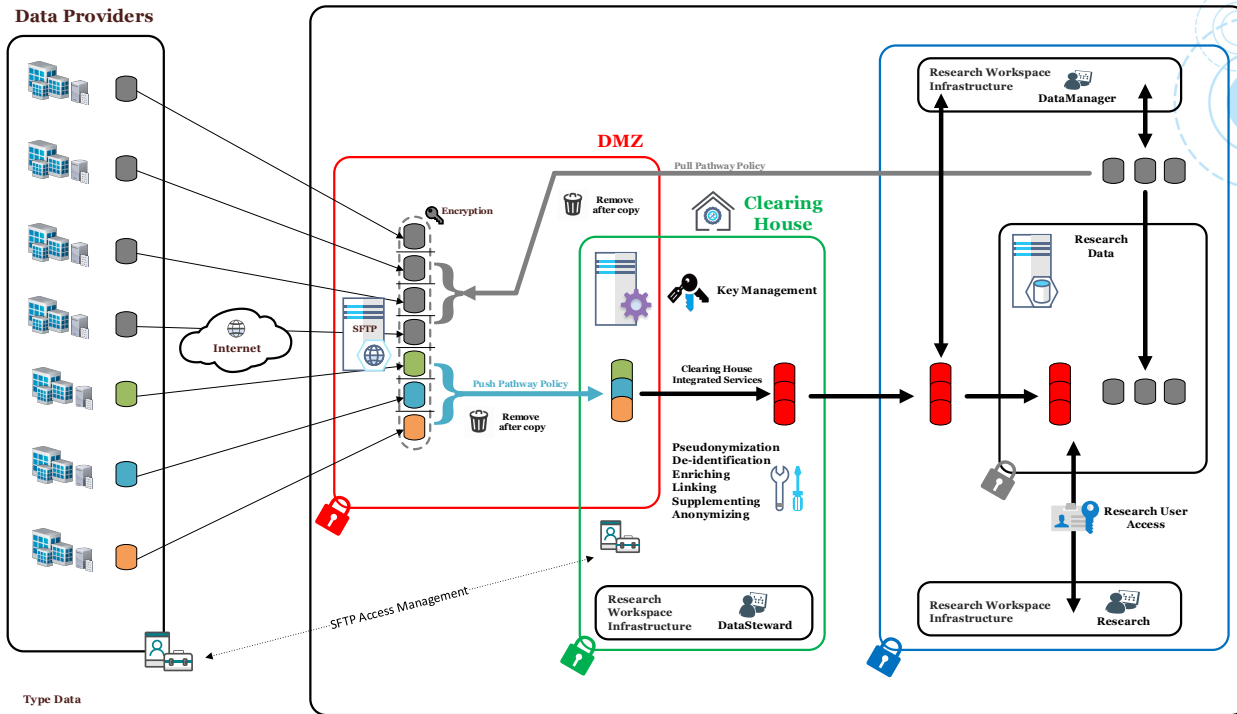 Data Providers
Research Workspace
Infrastructure
DataManager
DMZ
Pull Pathway Policy
Remove
after copy
Encryption
Clearing
House
Research
Data
Key Management
SFTP
Internet
Push Pathway Policy
Clearing House
Integrated Services
Remove
after copy
Pseudonymization
De-identification
Enriching
Linking
Supplementing
Anonymizing
Research User
Access
SFTP Access Management
Research
Workspace
Infrastructure
DataSteward
Research Workspace
Infrastructure
Research
Type Data